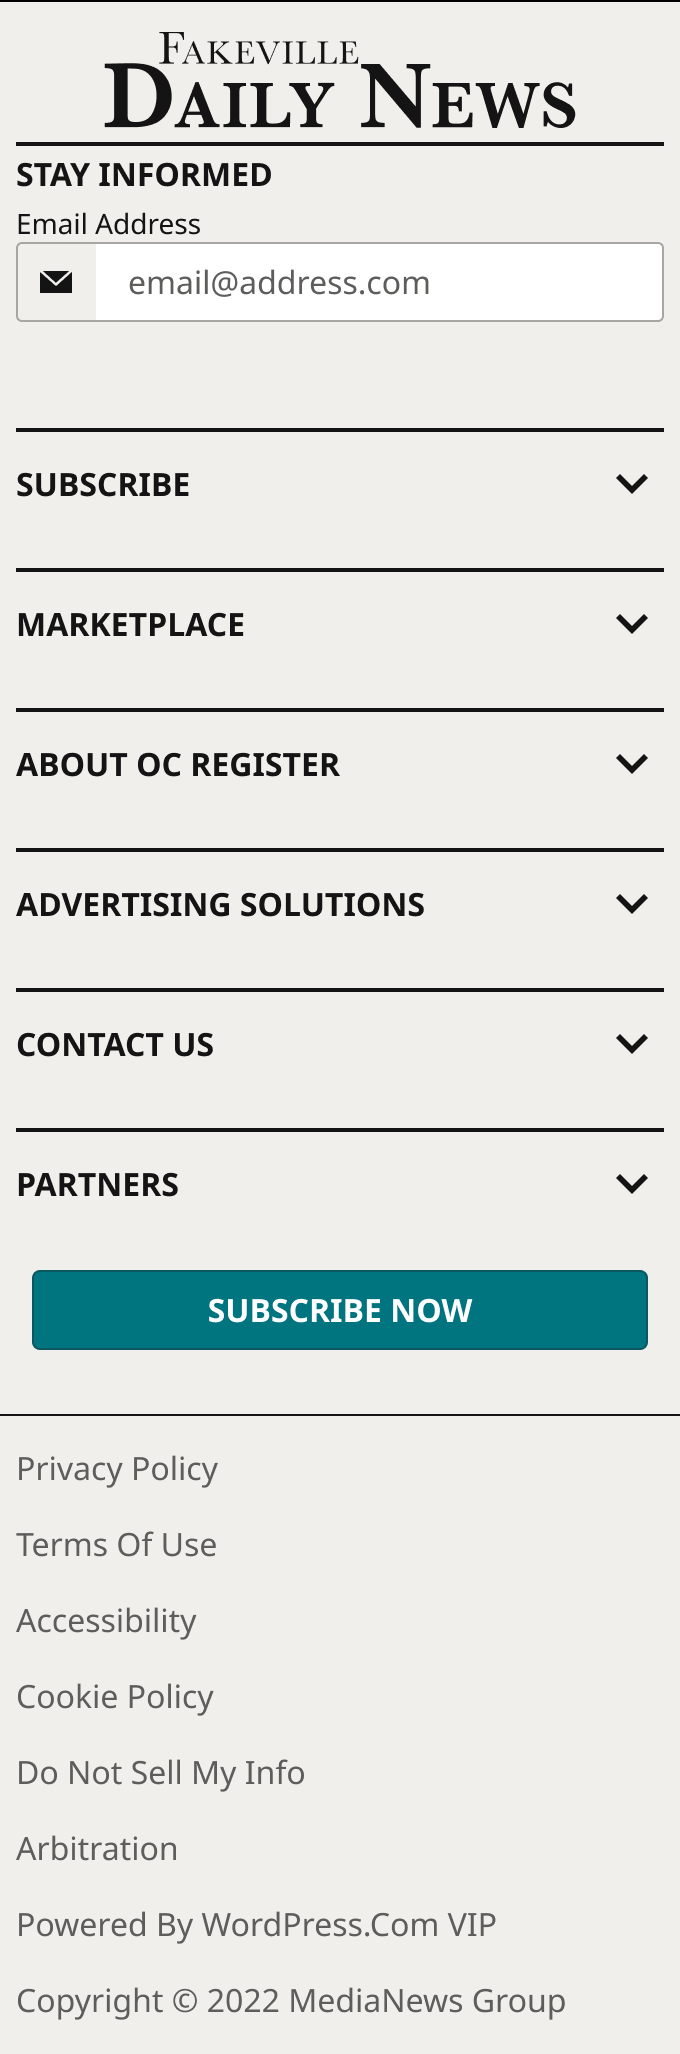 FAKEVILLE
DAILY NEWS
STAY INFORMED
Email Address
email@address.com
SUBSCRIBE
MARKETPLACE
ABOUT OC REGISTER
ADVERTISING SOLUTIONS
CONTACT US
PARTNERS
SUBSCRIBE NOW
Privacy Policy
Terms Of Use
Accessibility
Cookie Policy
Do Not Sell My Info
Arbitration
Powered By WordPress.Com VIP
Copyright © 2022 MediaNews Group